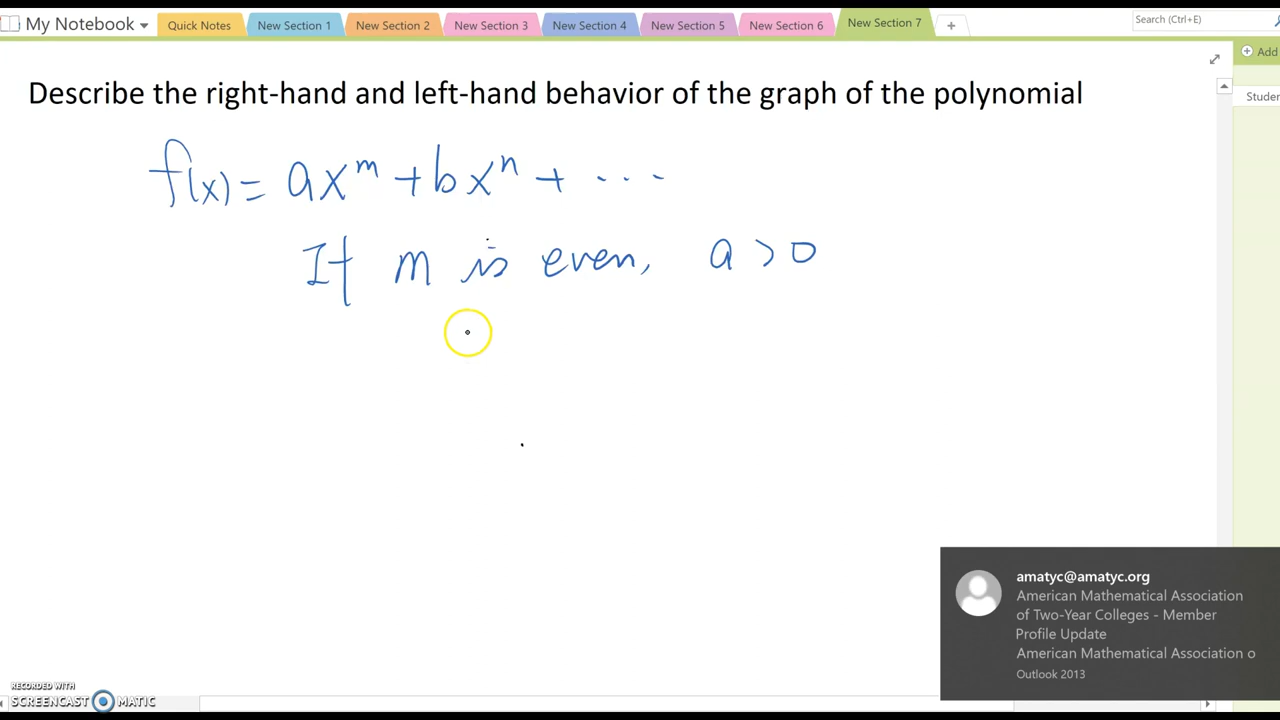 My Notebook Quick Notes New Section 1 New Section 2 New Section 3 New Section 4 New Section 5 New Section 6 New Section 7 + Search (Ctrl+E)
Add
Studer
Describe the right-hand and left-hand behavior of the graph of the polynomial
f(x) = ax^m + bx^n + ...
If m is even, a > 0
amatyc@amatyc.org
American Mathematical Association
of Two-Year Colleges - Member
Profile Update
American Mathematical Association o
Outlook 2013
RECORDED WITH
SCREENCAST MATIC